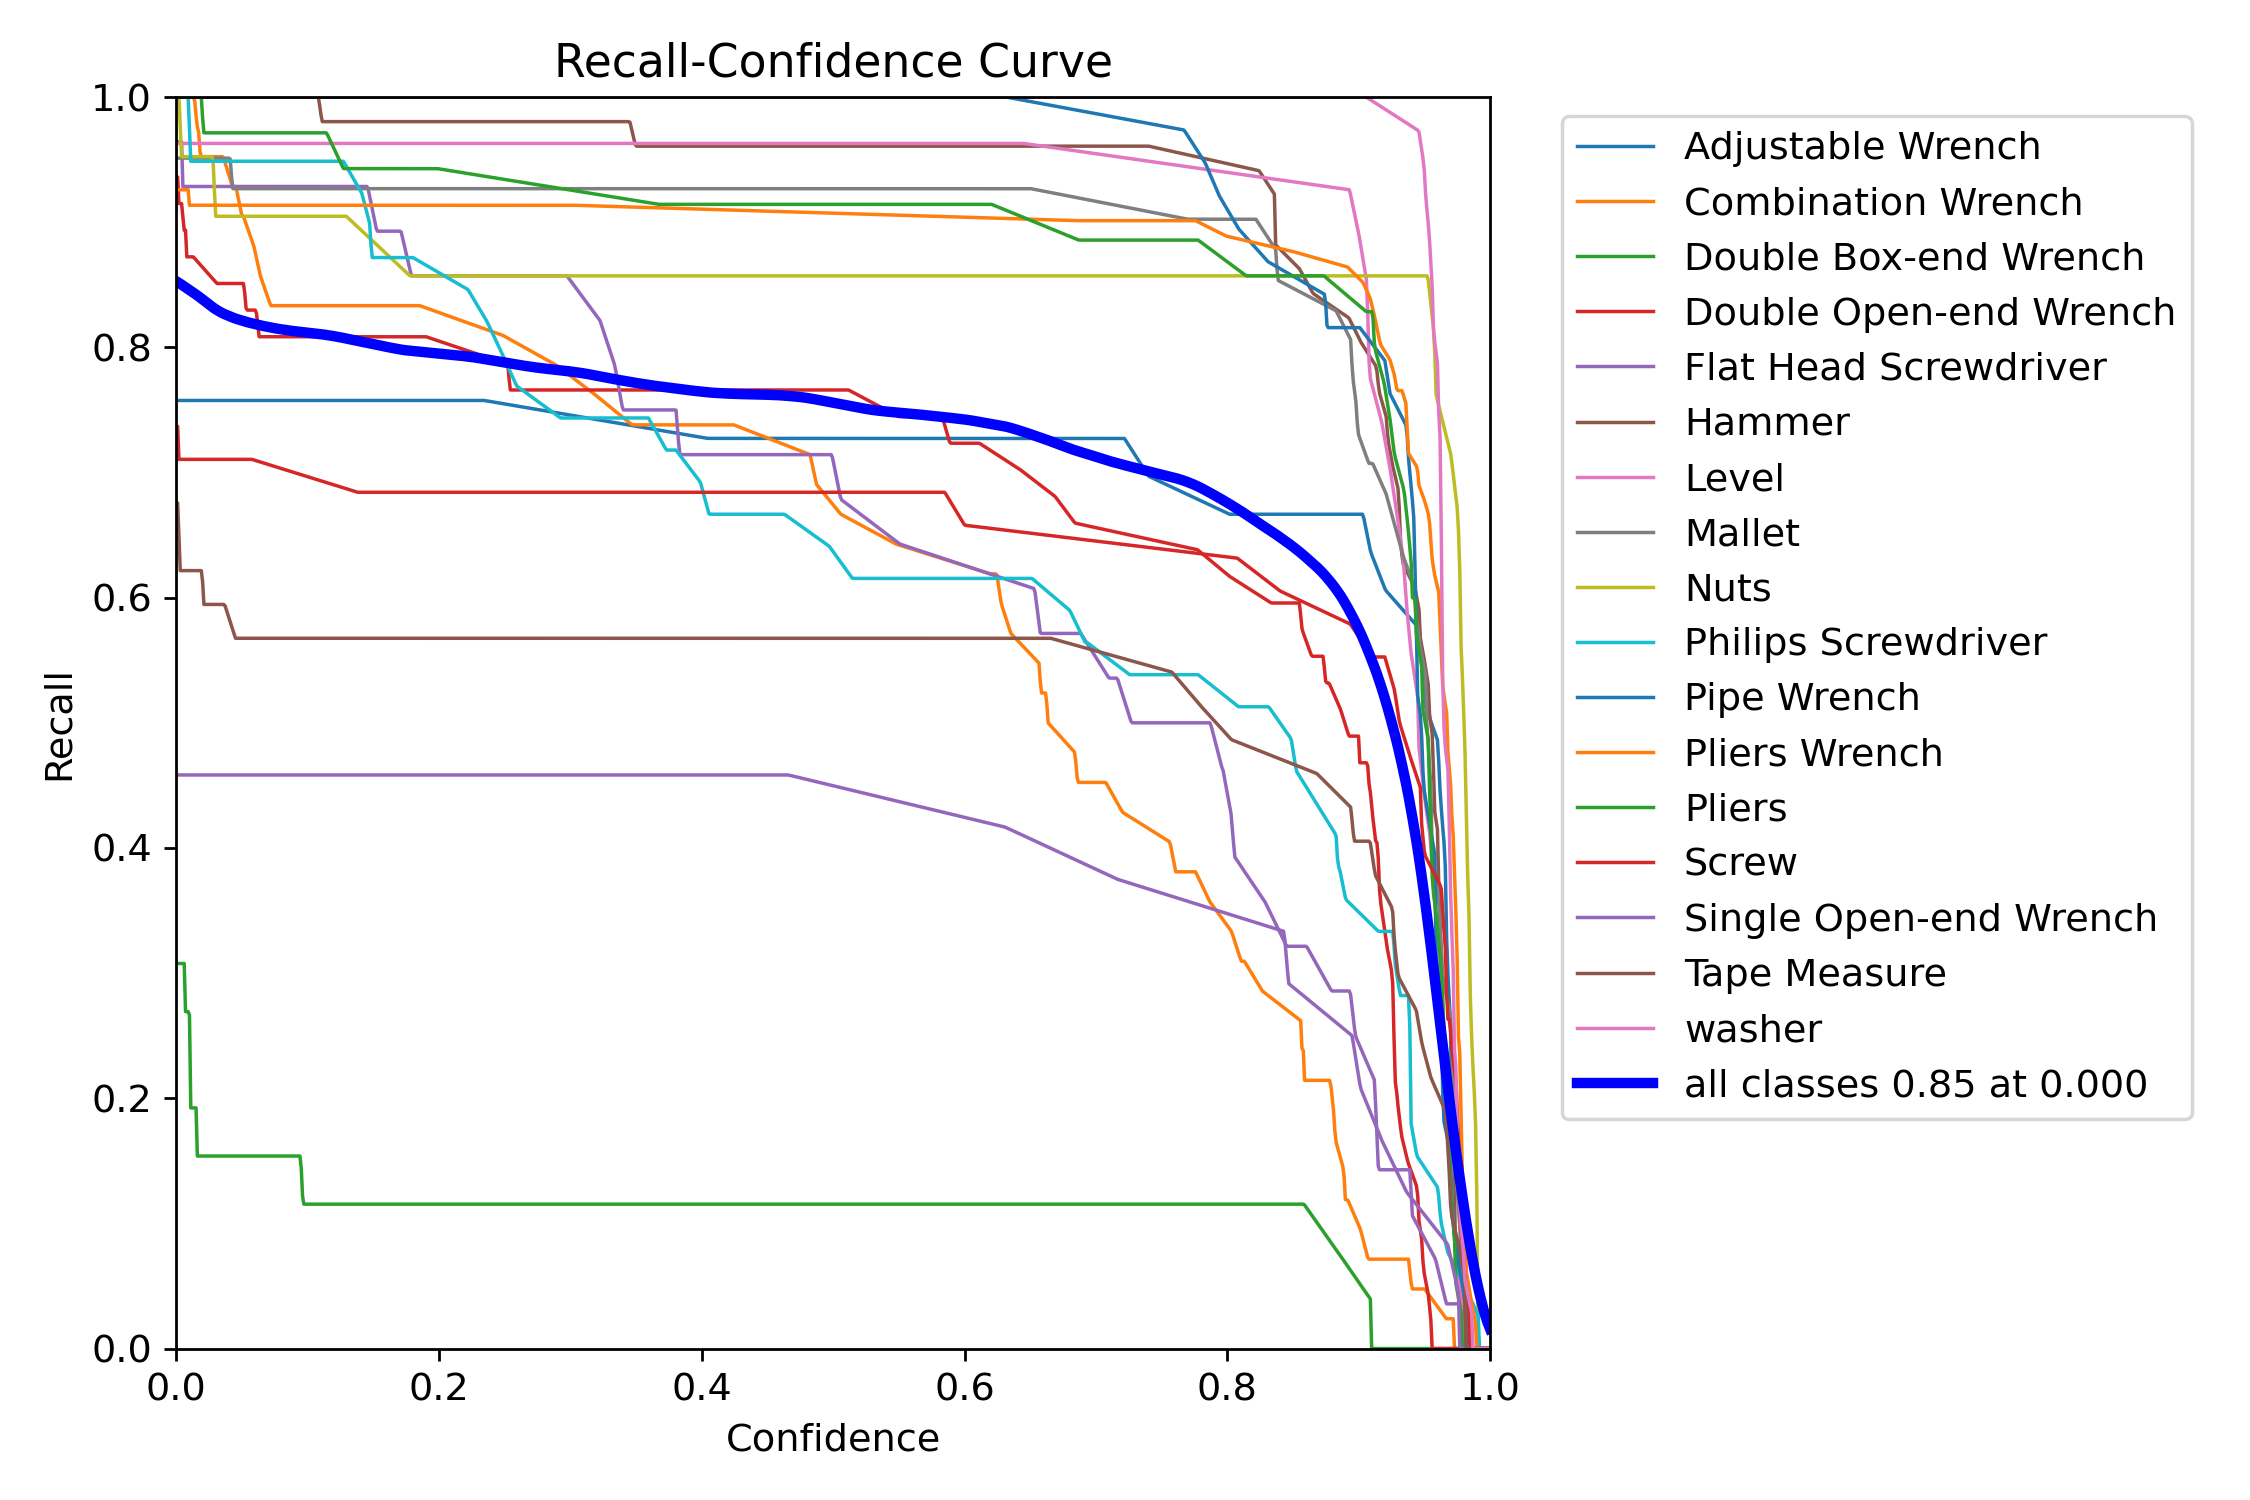 Recall-Confidence Curve
1.0
0.8
0.6
0.4
0.2
0.0
Recall
0.0 0.2 0.4 0.6 0.8 1.0
Confidence
Adjustable Wrench
Combination Wrench
Double Box-end Wrench
Double Open-end Wrench
Flat Head Screwdriver
Hammer
Level
Mallet
Nuts
Philips Screwdriver
Pipe Wrench
Pliers Wrench
Pliers
Screw
Single Open-end Wrench
Tape Measure
washer
all classes 0.85 at 0.000